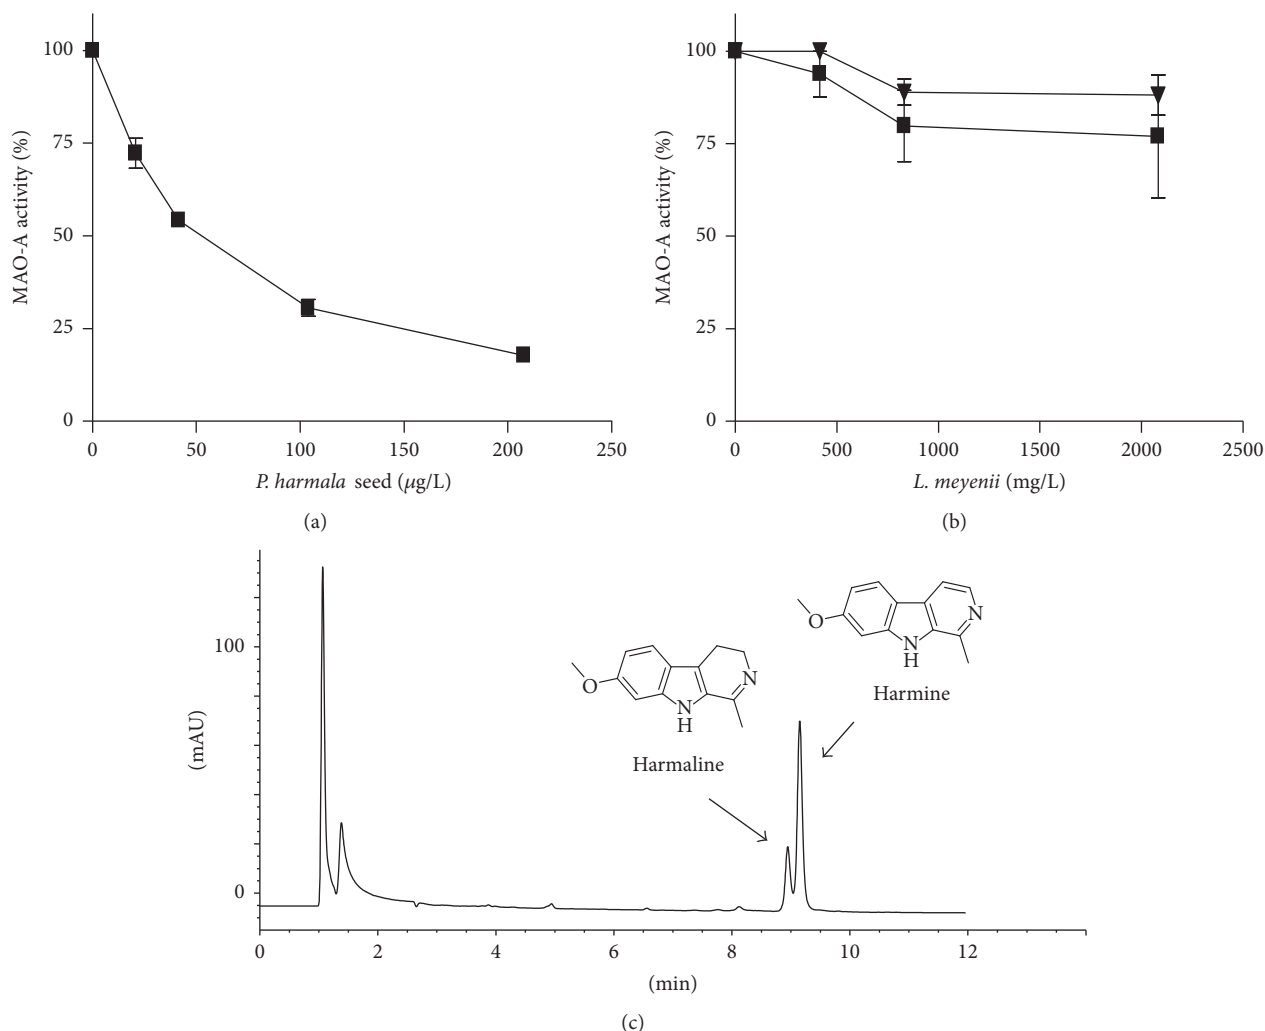 100
75
50
25
0
MAO-A activity (%)
0 50 100 150 200 250
P. harmala seed (µg/L)
(a)
100
75
50
25
0
MAO-A activity (%)
0 500 1000 1500 2000 2500
L. meyenii (mg/L)
(b)
100
0
(mAU)
O
N
H
N
Harmaline
O
N
H
N
Harmine
0 2 4 6 8 10 12
(min)
(c)